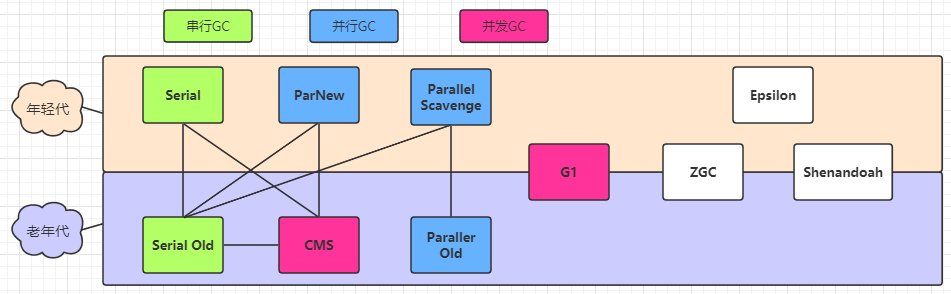 串行GC
并行GC
并发GC
年轻代
Serial
ParNew
Parallel
Scavenge
Epsilon
G1
ZGC
Shenandoah
老年代
Serial Old
CMS
Paraller
Old